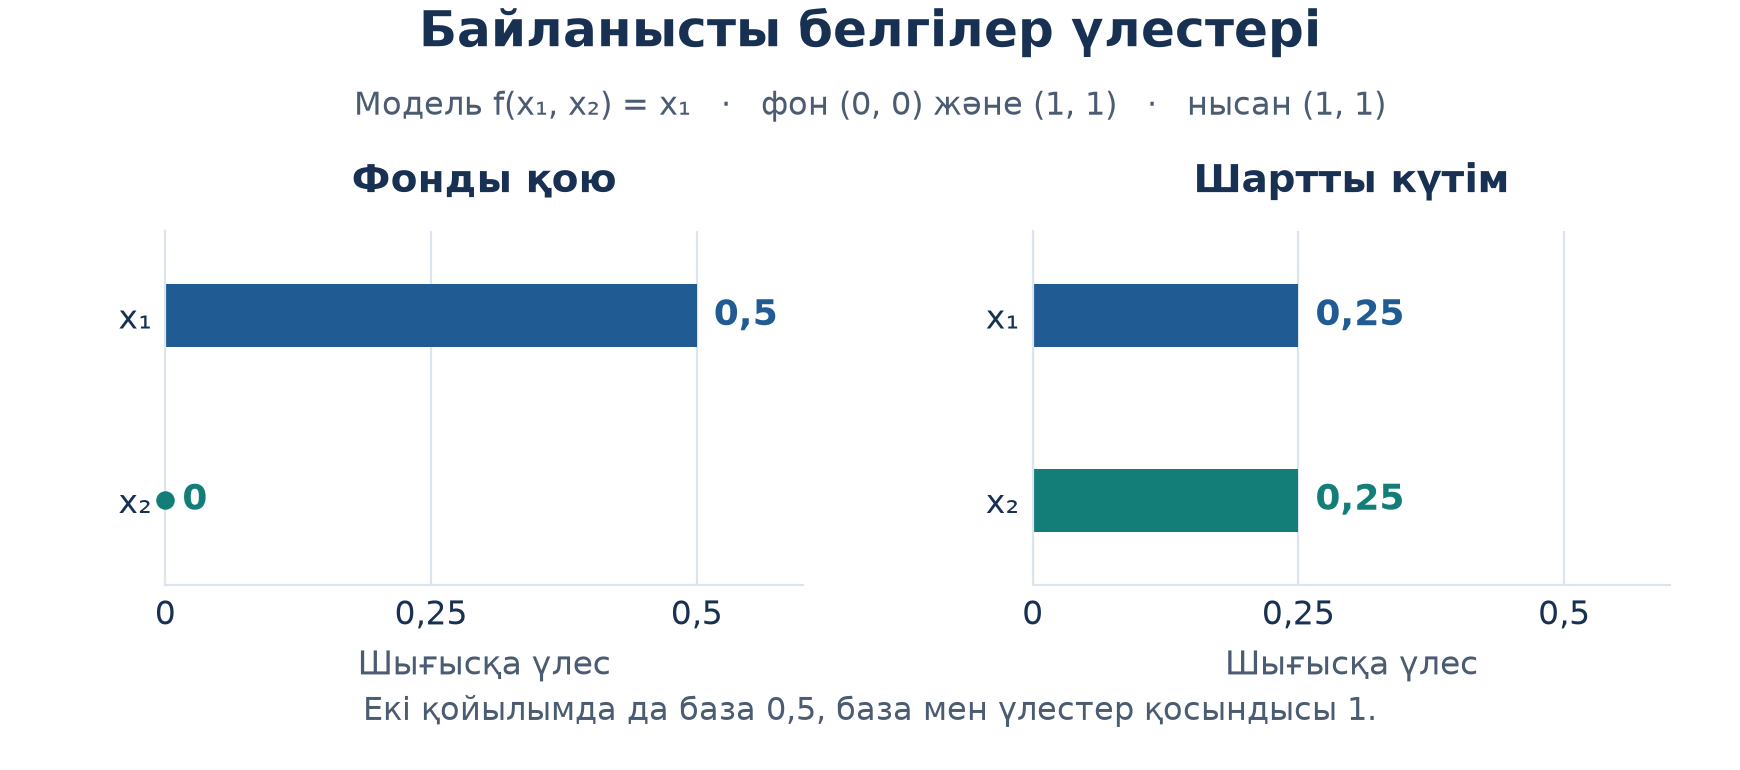 Байланысты белгілер үлестері
Модель f(x₁, x₂) = x₁ · фон (0, 0) және (1, 1) · нысан (1, 1)
Фонды қою
x₁
0,5
x₂
0
0
0,25
0,5
Шығысқа үлес
Шартты күтім
x₁
0,25
x₂
0,25
0
0,25
0,5
Шығысқа үлес
Екі қойылымда да база 0,5, база мен үлестер қосындысы 1.